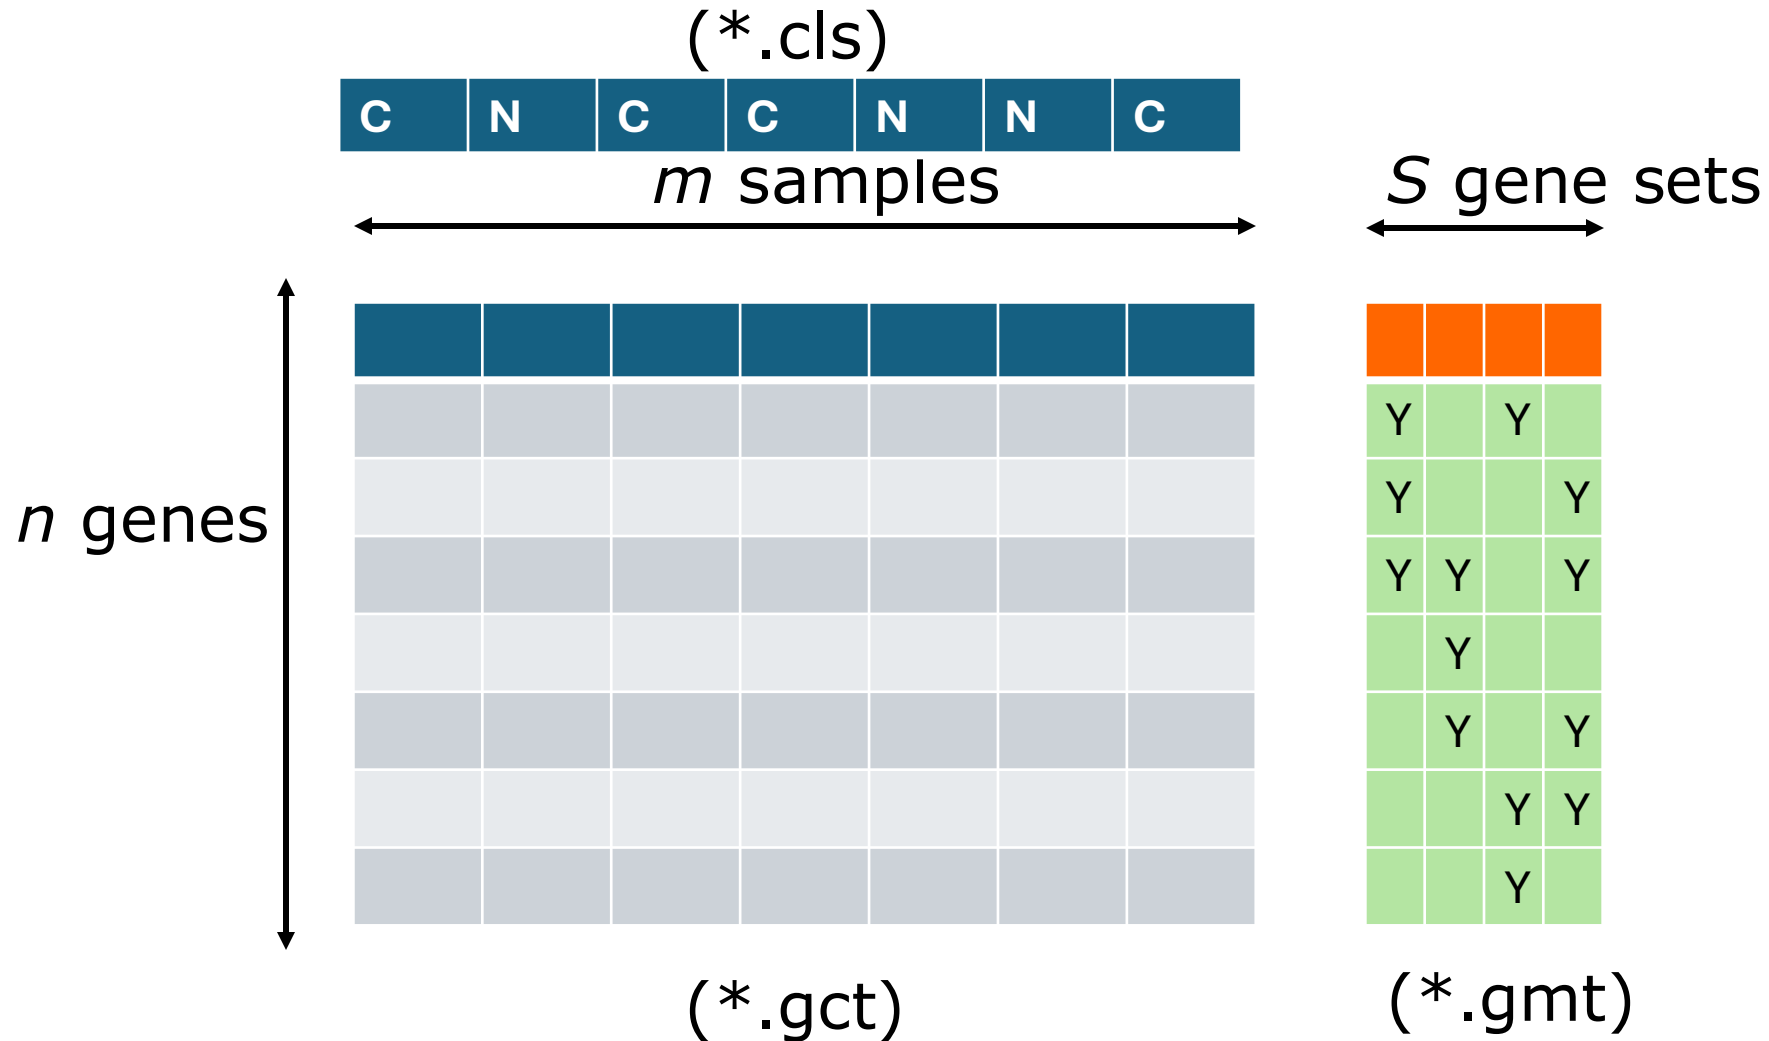 (*.cls)
C N C C N N C
m samples
S gene sets
n genes
Y Y
Y Y
Y Y Y
Y
Y Y
Y Y
Y
(*.gct)
(*.gmt)